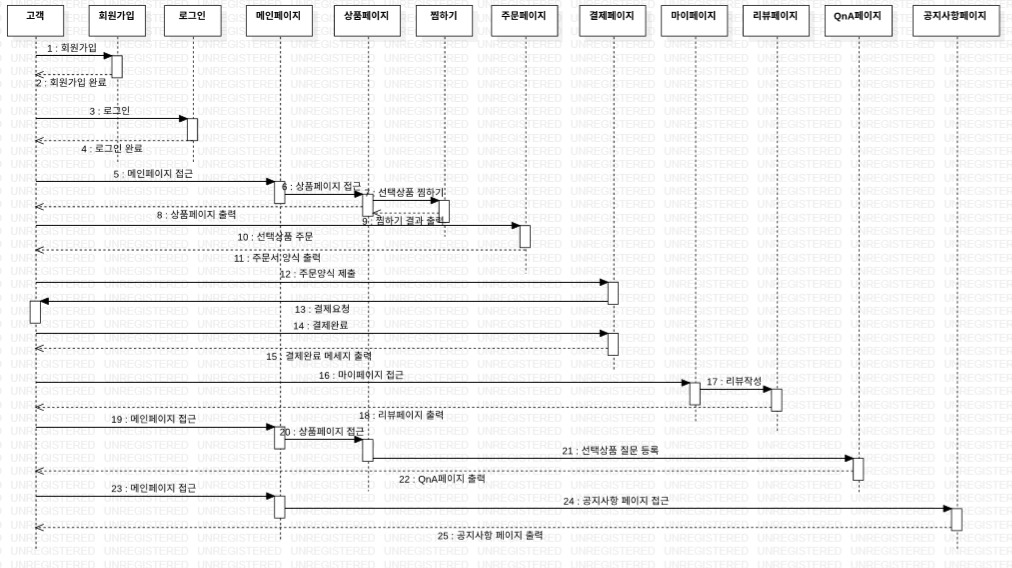 고객 회원가입 로그인 메인페이지 상품페이지 찜하기 주문페이지 결제페이지 마이페이지 리뷰페이지 QnA페이지 공지사항페이지
1 : 회원가입
2 : 회원가입 완료
3 : 로그인
4 : 로그인 완료
5 : 메인페이지 접근
6 : 상품페이지 접근
7 : 선택상품 찜하기
8 : 상품페이지 출력
9 : 찜하기 결과 출력
10 : 선택상품 주문
11 : 주문서 양식 출력
12 : 주문양식 제출
13 : 결제요청
14 : 결제완료
15 : 결제완료 메세지 출력
16 : 마이페이지 접근
17 : 리뷰작성
18 : 리뷰페이지 출력
19 : 메인페이지 접근
20 : 상품페이지 접근
21 : 선택상품 질문 등록
22 : QnA페이지 출력
23 : 메인페이지 접근
24 : 공지사항 페이지 접근
25 : 공지사항 페이지 출력
UNREGISTERED